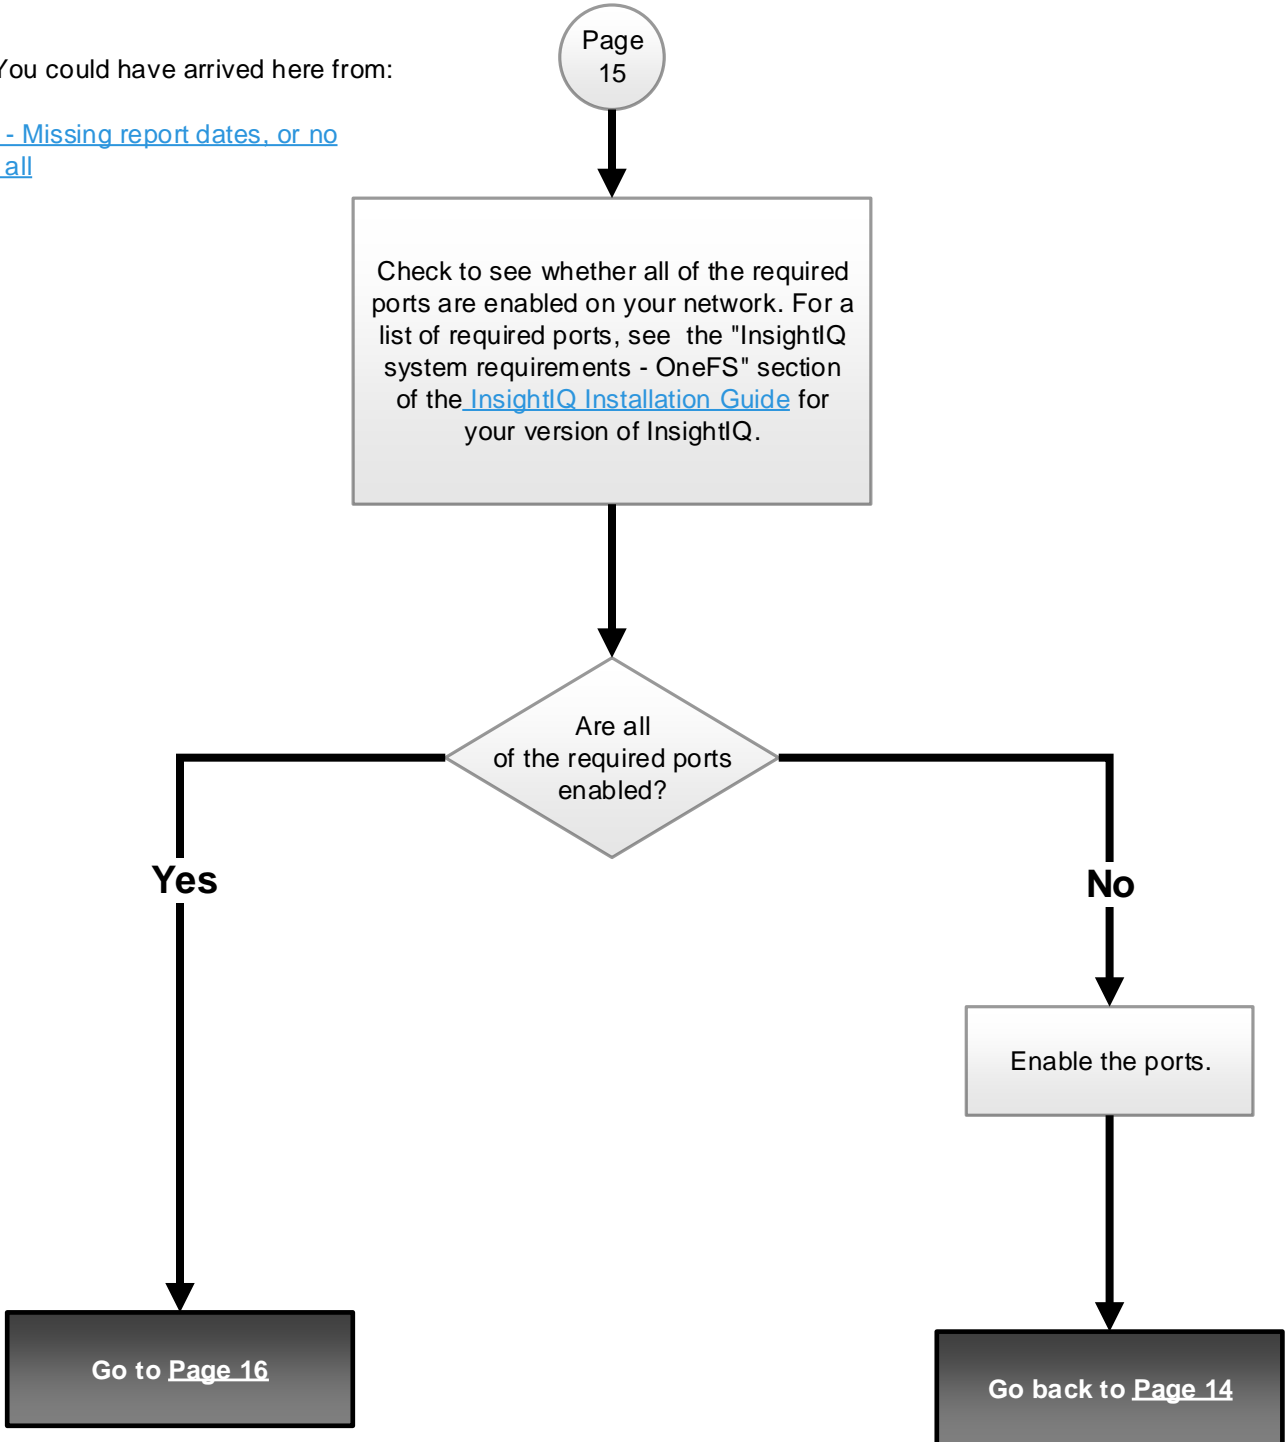 Page
15
You could have arrived here from:
- Missing report dates, or no
all
Check to see whether all of the required
ports are enabled on your network. For a
list of required ports, see the "InsightIQ
system requirements - OneFS" section
of the InsightIQ Installation Guide for
your version of InsightIQ.
Are all
of the required ports
enabled?
Yes
No
Enable the ports.
Go to Page 16
Go back to Page 14